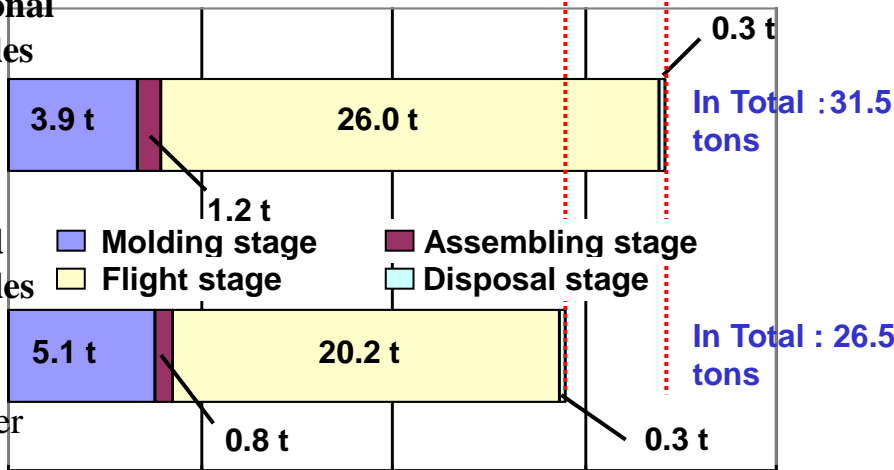 0.3 t
3.9 t
26.0 t
In Total :31.5
tons
1.2 t
Molding stage
Assembling stage
Flight stage
Disposal stage
5.1 t
20.2 t
In Total : 26.5
tons
0.8 t
0.3 t